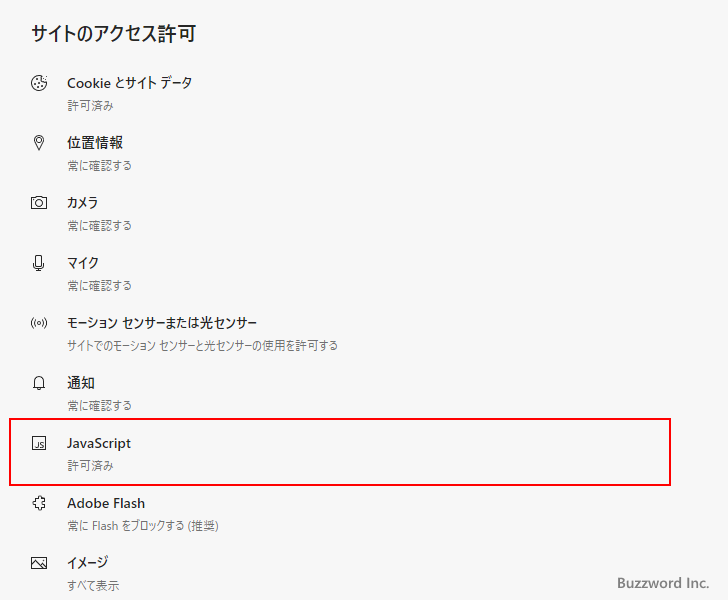 サイトのアクセス許可
Cookie とサイト データ
許可済み
位置情報
常に確認する
カメラ
常に確認する
マイク
常に確認する
モーション センサーまたは光センサー
サイトでのモーション センサーと光センサーの使用を許可する
通知
常に確認する
JS
JavaScript
許可済み
Adobe Flash
常に Flash をブロックする (推奨)
イメージ
すべて表示
Buzzword Inc.